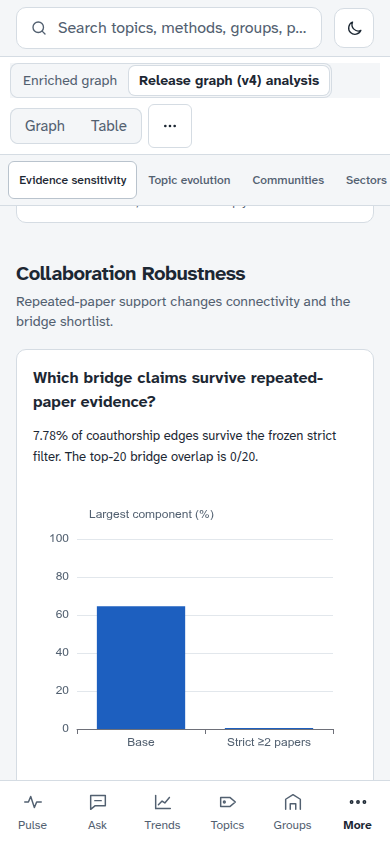 Search topics, methods, groups, p...
Enriched graph
Release graph (v4) analysis
Graph
Table
Evidence sensitivity
Topic evolution
Communities
Sectors
Collaboration Robustness
Repeated-paper support changes connectivity and the
bridge shortlist.
Which bridge claims survive repeated-
paper evidence?
7.78% of coauthorship edges survive the frozen strict
filter. The top-20 bridge overlap is 0/20.
Largest component (%)
100
80
60
40
20
0
Base
Strict ≥2 papers
Pulse
Ask
Trends
Topics
Groups
More